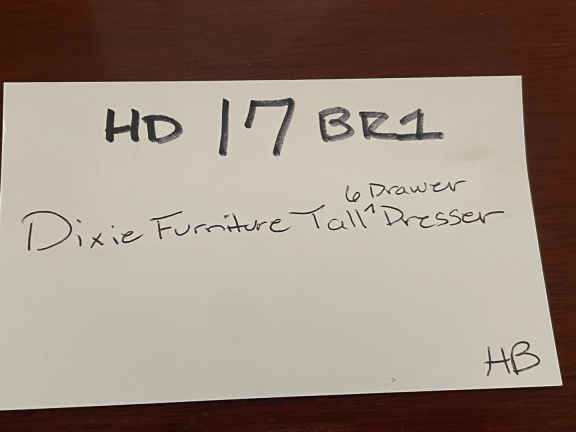 HD 17 BR1
6 Drawer
Dixie Furniture Tall ^ Dresser
HB